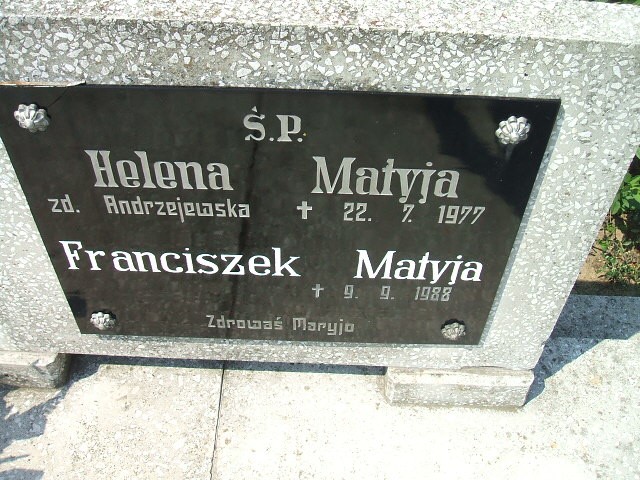 Ś.P.
Helena Matyja
zd. Andrzejewska + 22. 7. 1977
Franciszek Matyja
+ 9. 9. 1988
Zdrowaś Maryjo